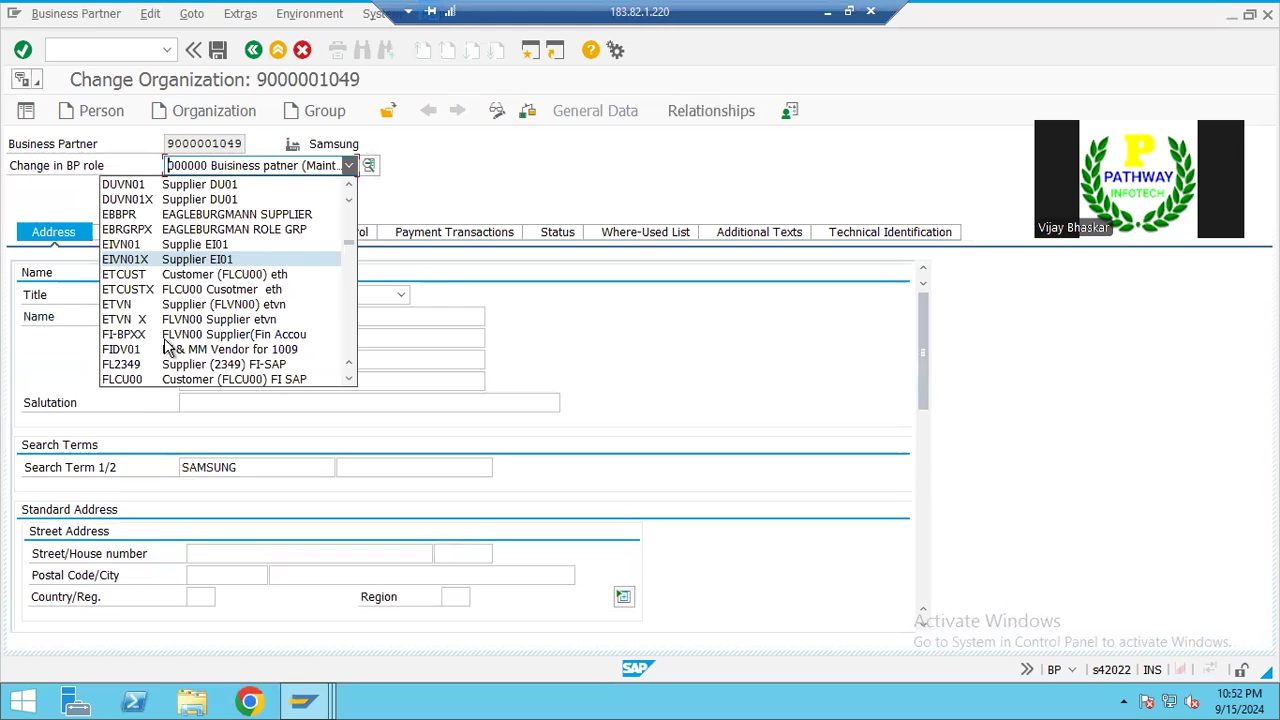 Business Partner Edit Goto Extras Environment Sys 183.82.1.220
Change Organization: 9000001049
Person Organization Group General Data Relationships
Business Partner 9000001049 Samsung
Change in BP role 000000 Buisiness patner (Maint...
DUVN01 Supplier DU01
DUVN01X Supplier DU01
EBBPR EAGLEBURGMANN SUPPLIER
EBRGRPX EAGLEBURGMAN ROLE GRP
EIVN01 Supplie EI01
EIVN01X Supplier EI01
ETCUST Customer (FLCU00) eth
ETCUSTX FLCU00 Cusotmer eth
ETVN Supplier (FLVN00) etvn
ETVN X FLVN00 Supplier etvn
FI-BPXX FLVN00 Supplier(Fin Accou
FIDV01 & MM Vendor for 1009
FL2349 Supplier (2349) FI-SAP
FLCU00 Customer (FLCU00) FI SAP
Address ol Payment Transactions Status Where-Used List Additional Texts Technical Identification
Name
Title
Name
Salutation
Search Terms
Search Term 1/2 SAMSUNG
Standard Address
Street Address
Street/House number
Postal Code/City
Country/Reg. Region
P
PATHWAY
INFOTECH
Vijay Bhaskar
Activate Windows
Go to System in Control Panel to activate Windows.
SAP BP s42022 INS
10:52 PM
9/15/2024